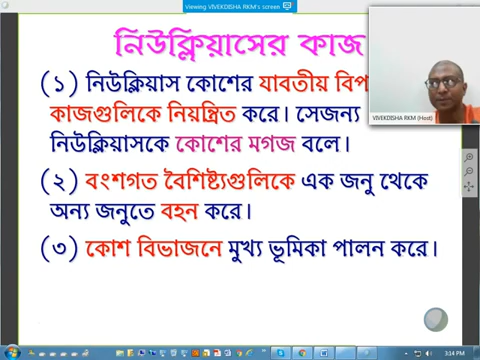 viewing VIVEKDISHA RKM's screen
নিউক্লিয়াসের কাজ
(১) নিউক্লিয়াস কোশের যাবতীয় বিপ
কাজগুলিকে নিয়ন্ত্রিত করে। সেজন্য
নিউক্লিয়াসকে কোশের মগজ বলে।
VIVEKDISHA RKM (Host)
(২) বংশগত বৈশিষ্ট্যগুলিকে এক জনু থেকে
অন্য জনুতে বহন করে।
(৩) কোশ বিভাজনে মুখ্য ভূমিকা পালন করে।
3:14 PM